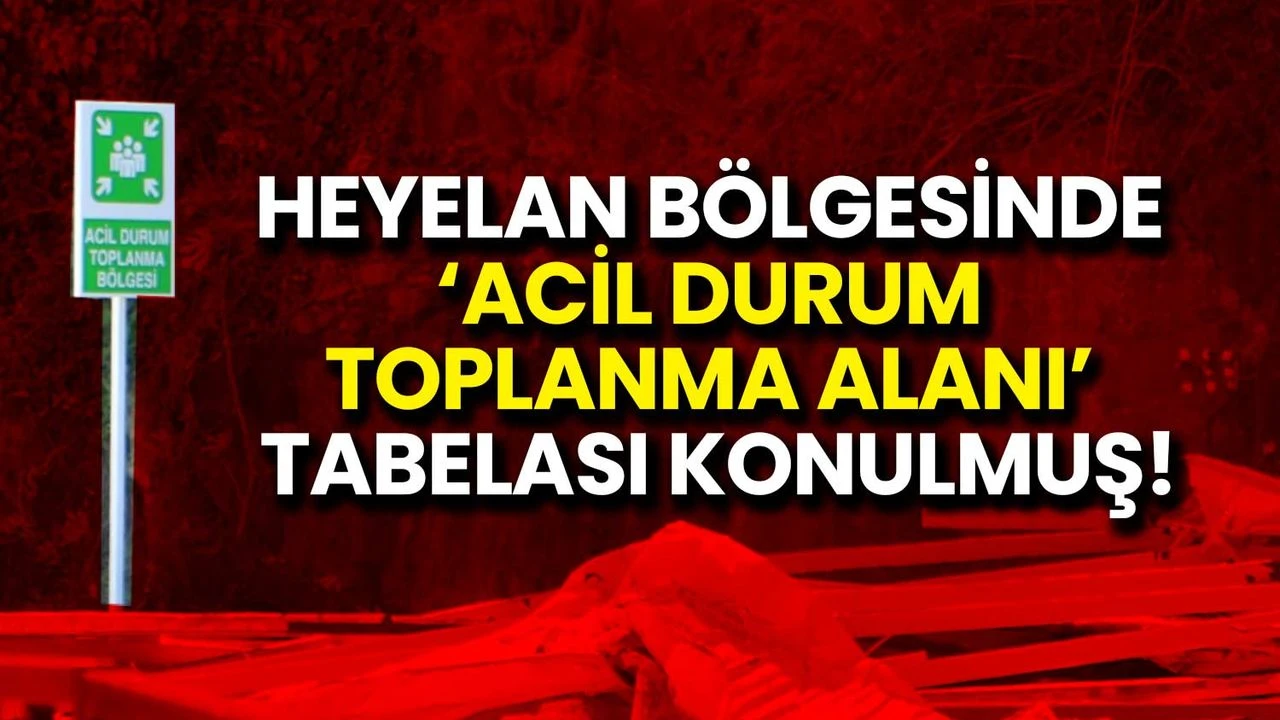 ACİL DURUM
TOPLANMA
BÖLGESİ
HEYELAN BÖLGESİNDE
‘ACİL DURUM
TOPLANMA ALANI’
TABELASI KONULMUŞ!